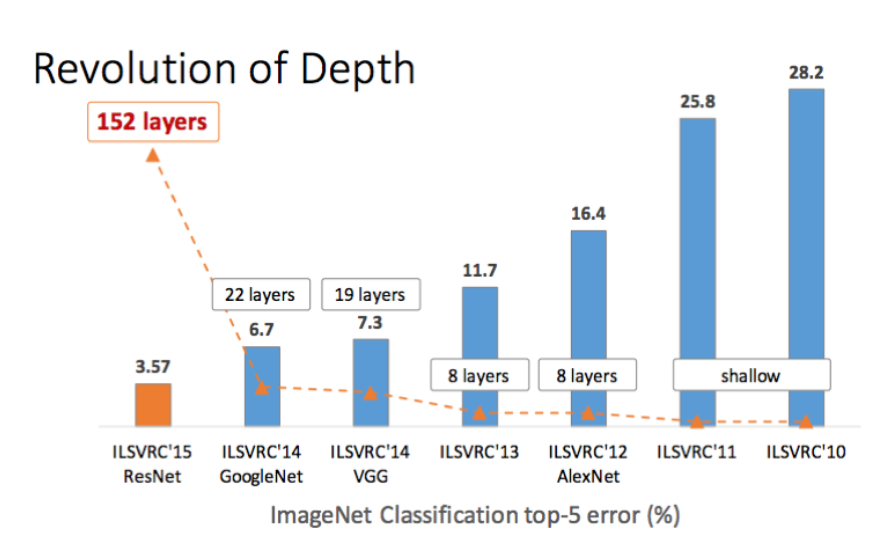 Revolution of Depth
152 layers
28.2
25.8
16.4
11.7
22 layers
19 layers
6.7
7.3
3.57
8 layers
8 layers
shallow
ILSVRC'15
ResNet
ILSVRC'14
GoogleNet
ILSVRC'14
VGG
ILSVRC'13
ILSVRC'12
AlexNet
ILSVRC'11
ILSVRC'10
ImageNet Classification top-5 error (%)